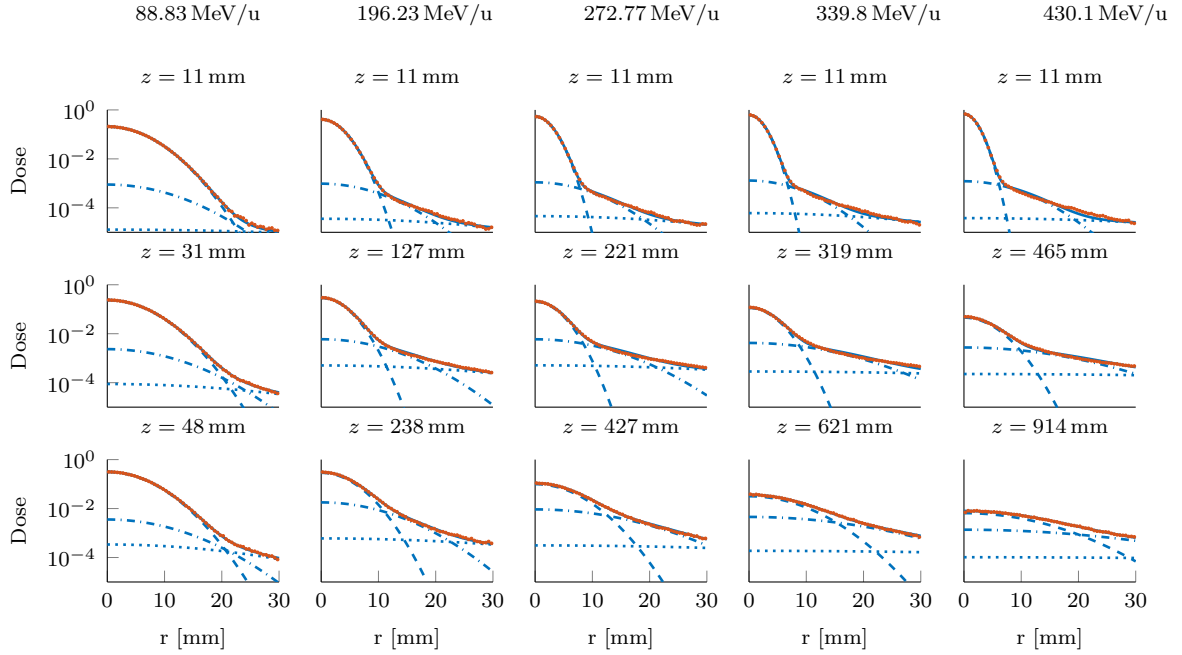 88.83 MeV/u 196.23 MeV/u 272.77 MeV/u 339.8 MeV/u 430.1 MeV/u
z = 11 mm z = 11 mm z = 11 mm z = 11 mm z = 11 mm
10^0
10^−2
10^−4
Dose
z = 31 mm z = 127 mm z = 221 mm z = 319 mm z = 465 mm
10^0
10^−2
10^−4
Dose
z = 48 mm z = 238 mm z = 427 mm z = 621 mm z = 914 mm
10^0
10^−2
10^−4
Dose
0 10 20 30 0 10 20 30 0 10 20 30 0 10 20 30 0 10 20 30
r [mm] r [mm] r [mm] r [mm] r [mm]